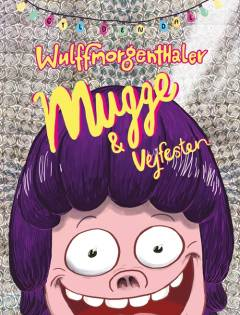 GYLDENDAL
Wulffmorgenthaler
Mugge
& Vejfesten